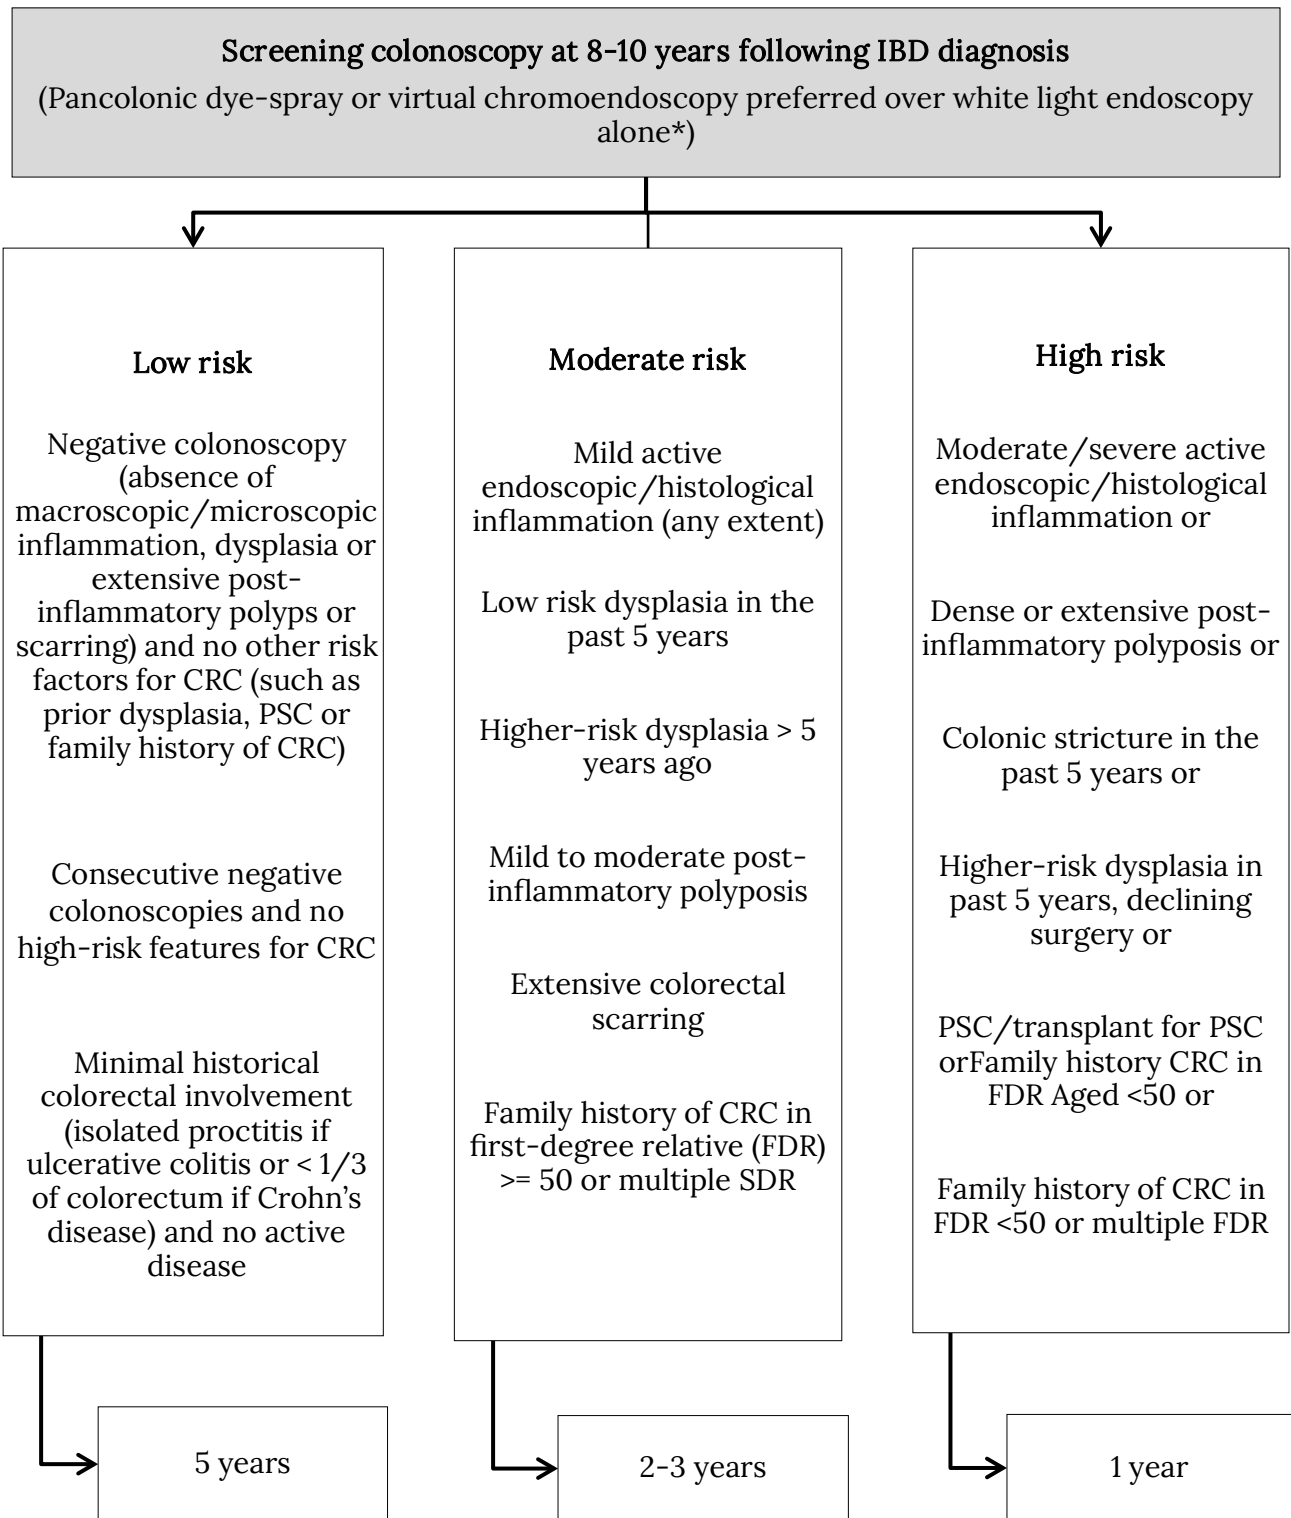 Screening colonoscopy at 8-10 years following IBD diagnosis
(Pancolonic dye-spray or virtual chromoendoscopy preferred over white light endoscopy
alone*)
Low risk
Negative colonoscopy
(absence of
macroscopic/microscopic
inflammation, dysplasia or
extensive post-
inflammatory polyps or
scarring) and no other risk
factors for CRC (such as
prior dysplasia, PSC or
family history of CRC)
Consecutive negative
colonoscopies and no
high-risk features for CRC
Minimal historical
colorectal involvement
(isolated proctitis if
ulcerative colitis or < 1/3
of colorectum if Crohn’s
disease) and no active
disease
5 years
Moderate risk
Mild active
endoscopic/histological
inflammation (any extent)
Low risk dysplasia in the
past 5 years
Higher-risk dysplasia > 5
years ago
Mild to moderate post-
inflammatory polyposis
Extensive colorectal
scarring
Family history of CRC in
first-degree relative (FDR)
>= 50 or multiple SDR
2-3 years
High risk
Moderate/severe active
endoscopic/histological
inflammation or
Dense or extensive post-
inflammatory polyposis or
Colonic stricture in the
past 5 years or
Higher-risk dysplasia in
past 5 years, declining
surgery or
PSC/transplant for PSC
orFamily history CRC in
FDR Aged <50 or
Family history of CRC in
FDR <50 or multiple FDR
1 year